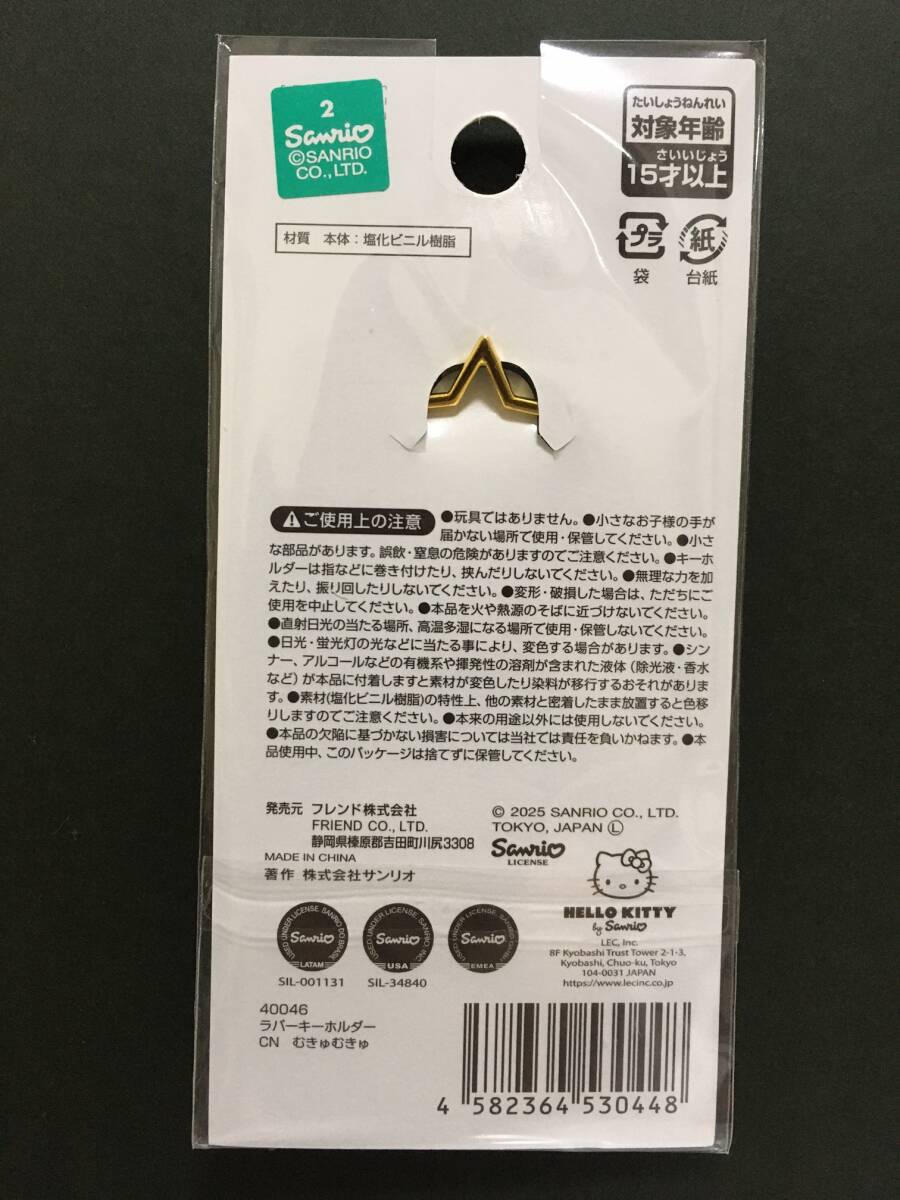 2
Sanrio
©SANRIO
CO., LTD.
たいしょうねんれい
対象年齢
さいいじょう
15才以上
プラ
袋
紙
台紙
材質 本体：塩化ビニル樹脂
ご使用上の注意 ●玩具ではありません。●小さなお子様の手が
届かない場所で使用・保管してください。●小さ
な部品があります。誤飲・窒息の危険がありますのでご注意ください。●キーホ
ルダーは指などに巻き付けたり、挟んだりしないでください。●無理な力を加
えたり、振り回したりしないでください。●変形・破損した場合は、ただちにご
使用を中止してください。●本品を火や熱源のそばに近づけないでください。
●直射日光の当たる場所、高温多湿になる場所で使用・保管しないでください。
●日光・蛍光灯の光などに当たる事により、変色する場合があります。●シン
ナー、アルコールなどの有機系や揮発性の溶剤が含まれた液体（除光液・香水
など）が本品に付着しますと素材が変色したり染料が移行するおそれがありま
す。●素材(塩化ビニル樹脂)の特性上、他の素材と密着したまま放置すると色移
りしますのでご注意ください。●本来の用途以外には使用しないでください。
●本品の欠陥に基づかない損害については当社では責任を負いかねます。●本
品使用中、このパッケージは捨てずに保管してください。
発売元 フレンド株式会社
FRIEND CO., LTD.
静岡県榛原郡吉田町川尻3308
MADE IN CHINA
著作 株式会社サンリオ
© 2025 SANRIO CO., LTD.
TOKYO, JAPAN Ⓛ
Sanrio
LICENSE
HELLO KITTY
by Sanrio
LEC, Inc.
8F Kyobashi Trust Tower 2-1-3,
Kyobashi, Chuo-ku, Tokyo
104-0031 JAPAN
https://www.lecinc.co.jp
USED UNDER LICENSE, SANRIO DO BRASIL
Sanrio
LATAM
SIL-001131
USED UNDER LICENSE, SANRIO, INC.
Sanrio
USA
SIL-34840
USED UNDER LICENSE, SANRIO
Sanrio
EMEA
40046
ラバーキーホルダー
CN むきゅむきゅ
4 582364 530448